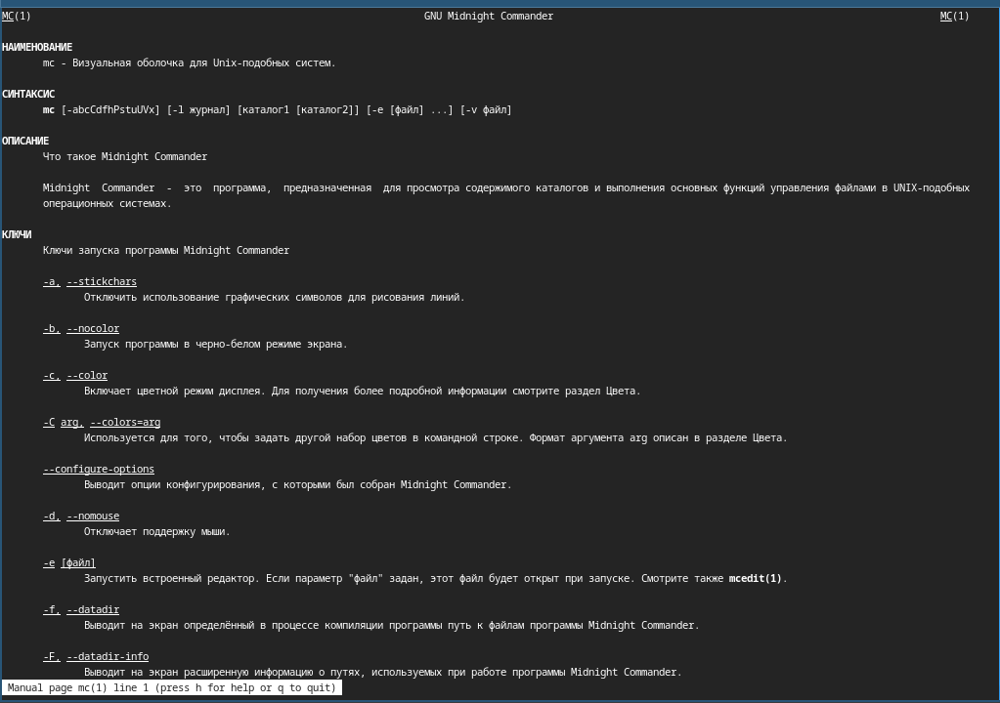 MC(1) GNU Midnight Commander MC(1)
НАИМЕНОВАНИЕ
mc - Визуальная оболочка для Unix-подобных систем.
СИНТАКСИС
mc [-abcCdfhPstuUVx] [-l журнал] [каталог1 [каталог2]] [-e [файл] ...] [-v файл]
ОПИСАНИЕ
Что такое Midnight Commander
Midnight Commander - это программа, предназначенная для просмотра содержимого каталогов и выполнения основных функций управления файлами в UNIX-подобных
операционных системах.
КЛЮЧИ
Ключи запуска программы Midnight Commander
-a, --stickchars
Отключить использование графических символов для рисования линий.
-b, --nocolor
Запуск программы в черно-белом режиме экрана.
-c, --color
Включает цветной режим дисплея. Для получения более подробной информации смотрите раздел Цвета.
-C arg, --colors=arg
Используется для того, чтобы задать другой набор цветов в командной строке. Формат аргумента arg описан в разделе Цвета.
--configure-options
Выводит опции конфигурирования, с которыми был собран Midnight Commander.
-d, --nomouse
Отключает поддержку мыши.
-e [файл]
Запустить встроенный редактор. Если параметр "файл" задан, этот файл будет открыт при запуске. Смотрите также mcedit(1).
-f, --datadir
Выводит на экран определённый в процессе компиляции программы путь к файлам программы Midnight Commander.
-F, --datadir-info
Выводит на экран расширенную информацию о путях, используемых при работе программы Midnight Commander.
Manual page mc(1) line 1 (press h for help or q to quit)